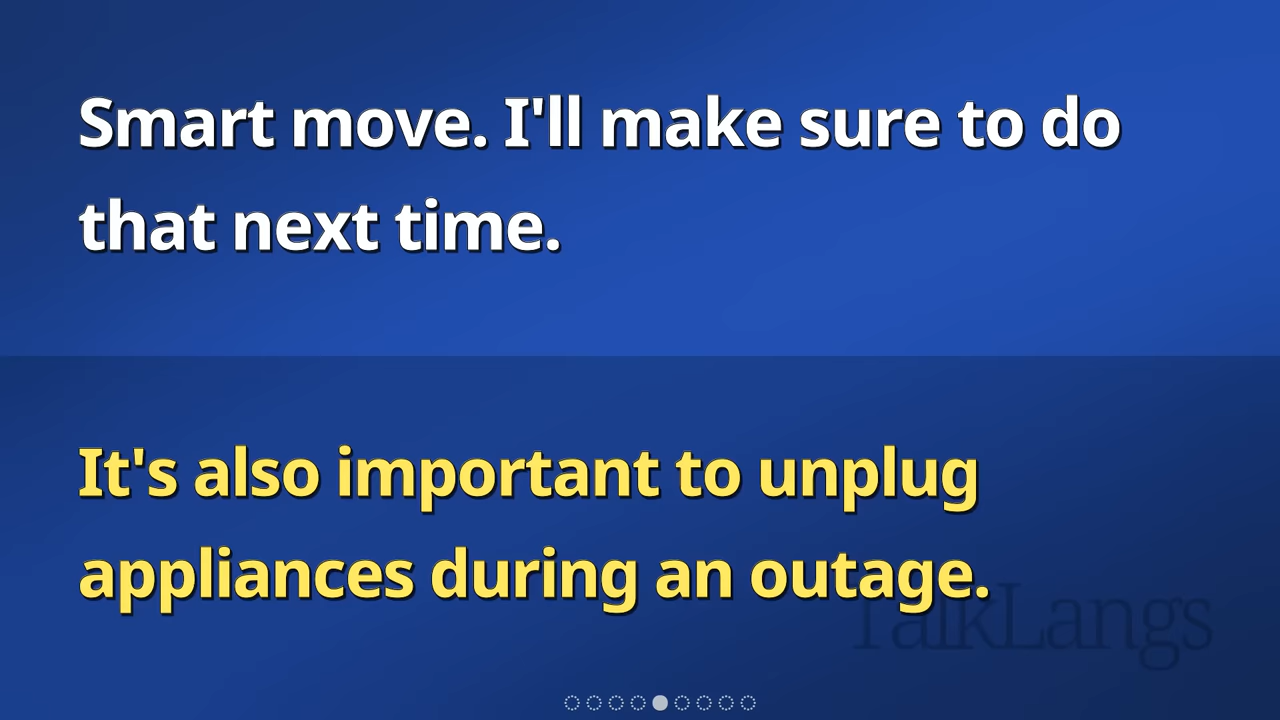 Smart move. I'll make sure to do
that next time.
It's also important to unplug
appliances during an outage.
TalkLangs